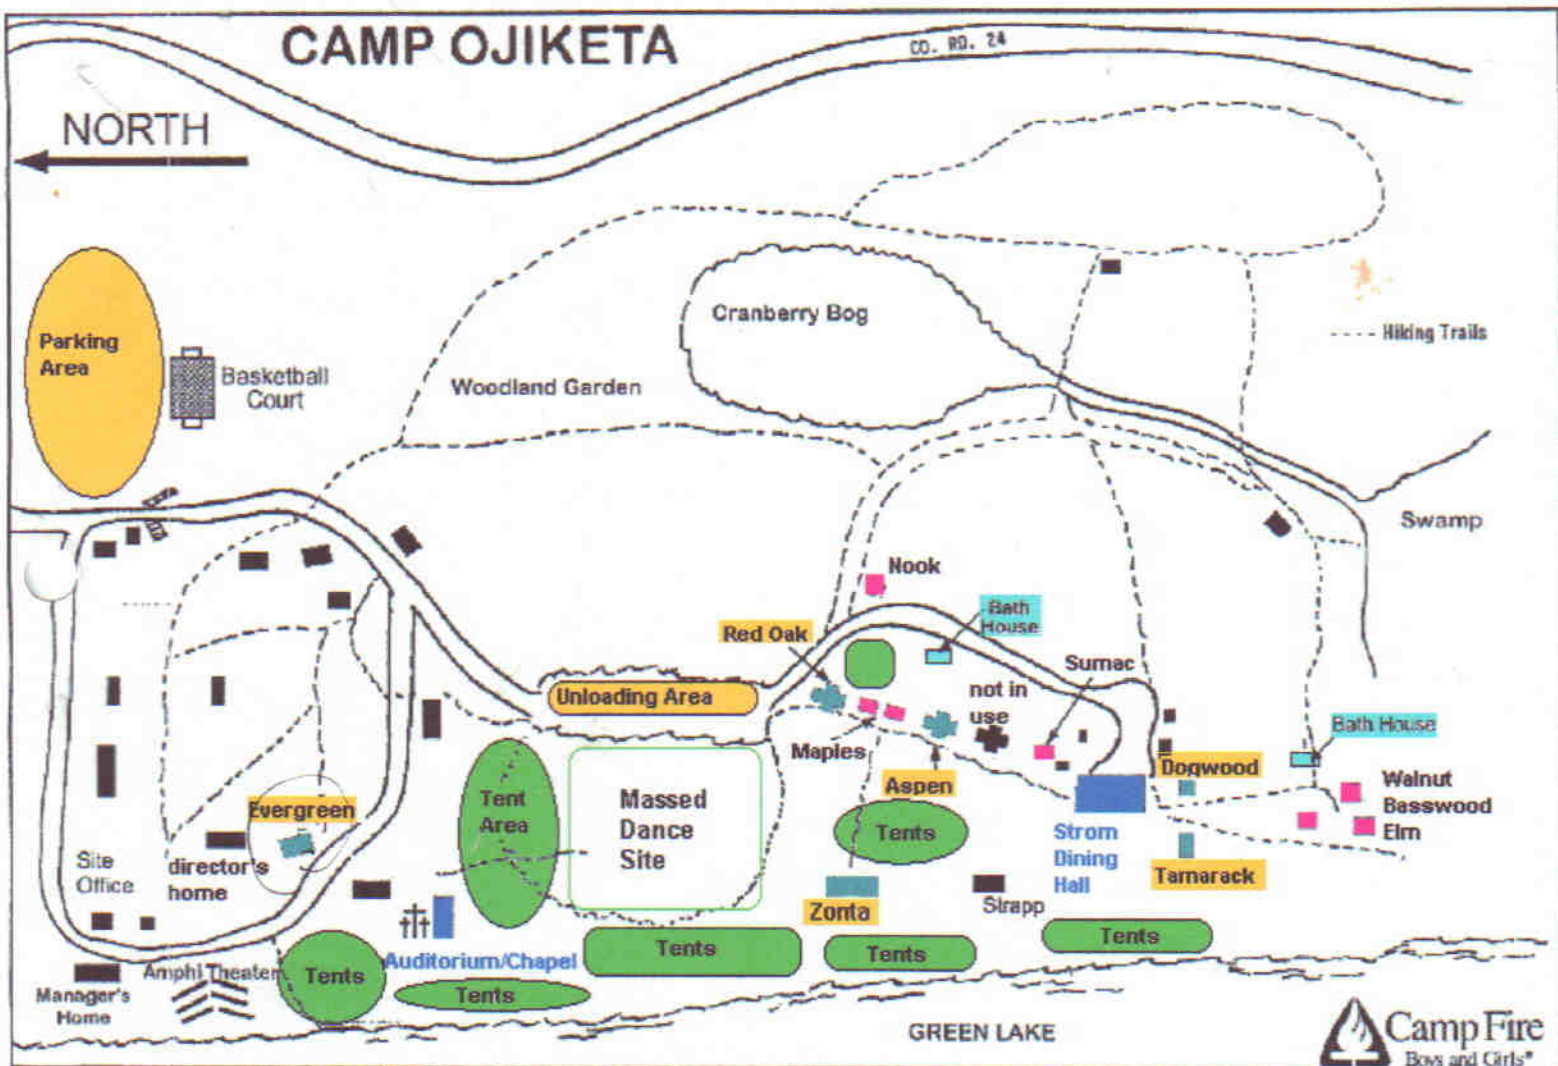 CAMP OJIKETA
CO. RD. 24
NORTH
Parking
Area
Basketball
Court
Woodland Garden
Cranberry Bog
Hiking Trails
Swamp
Nook
Bath
House
Red Oak
Sumac
not in
use
Unloading Area
Maples
Aspen
Bath House
Dogwood
Walnut
Basswood
Elm
Tent
Area
Massed
Dance
Site
Tents
Strom
Dining
Hall
Tamarack
Evergreen
director's
home
Site
Office
Zonta
Strapp
Auditorium/Chapel
Tents
Tents
Tents
Tents
Tents
Amphi Theater
Manager's
Home
GREEN LAKE
Camp Fire
Boys and Girls®